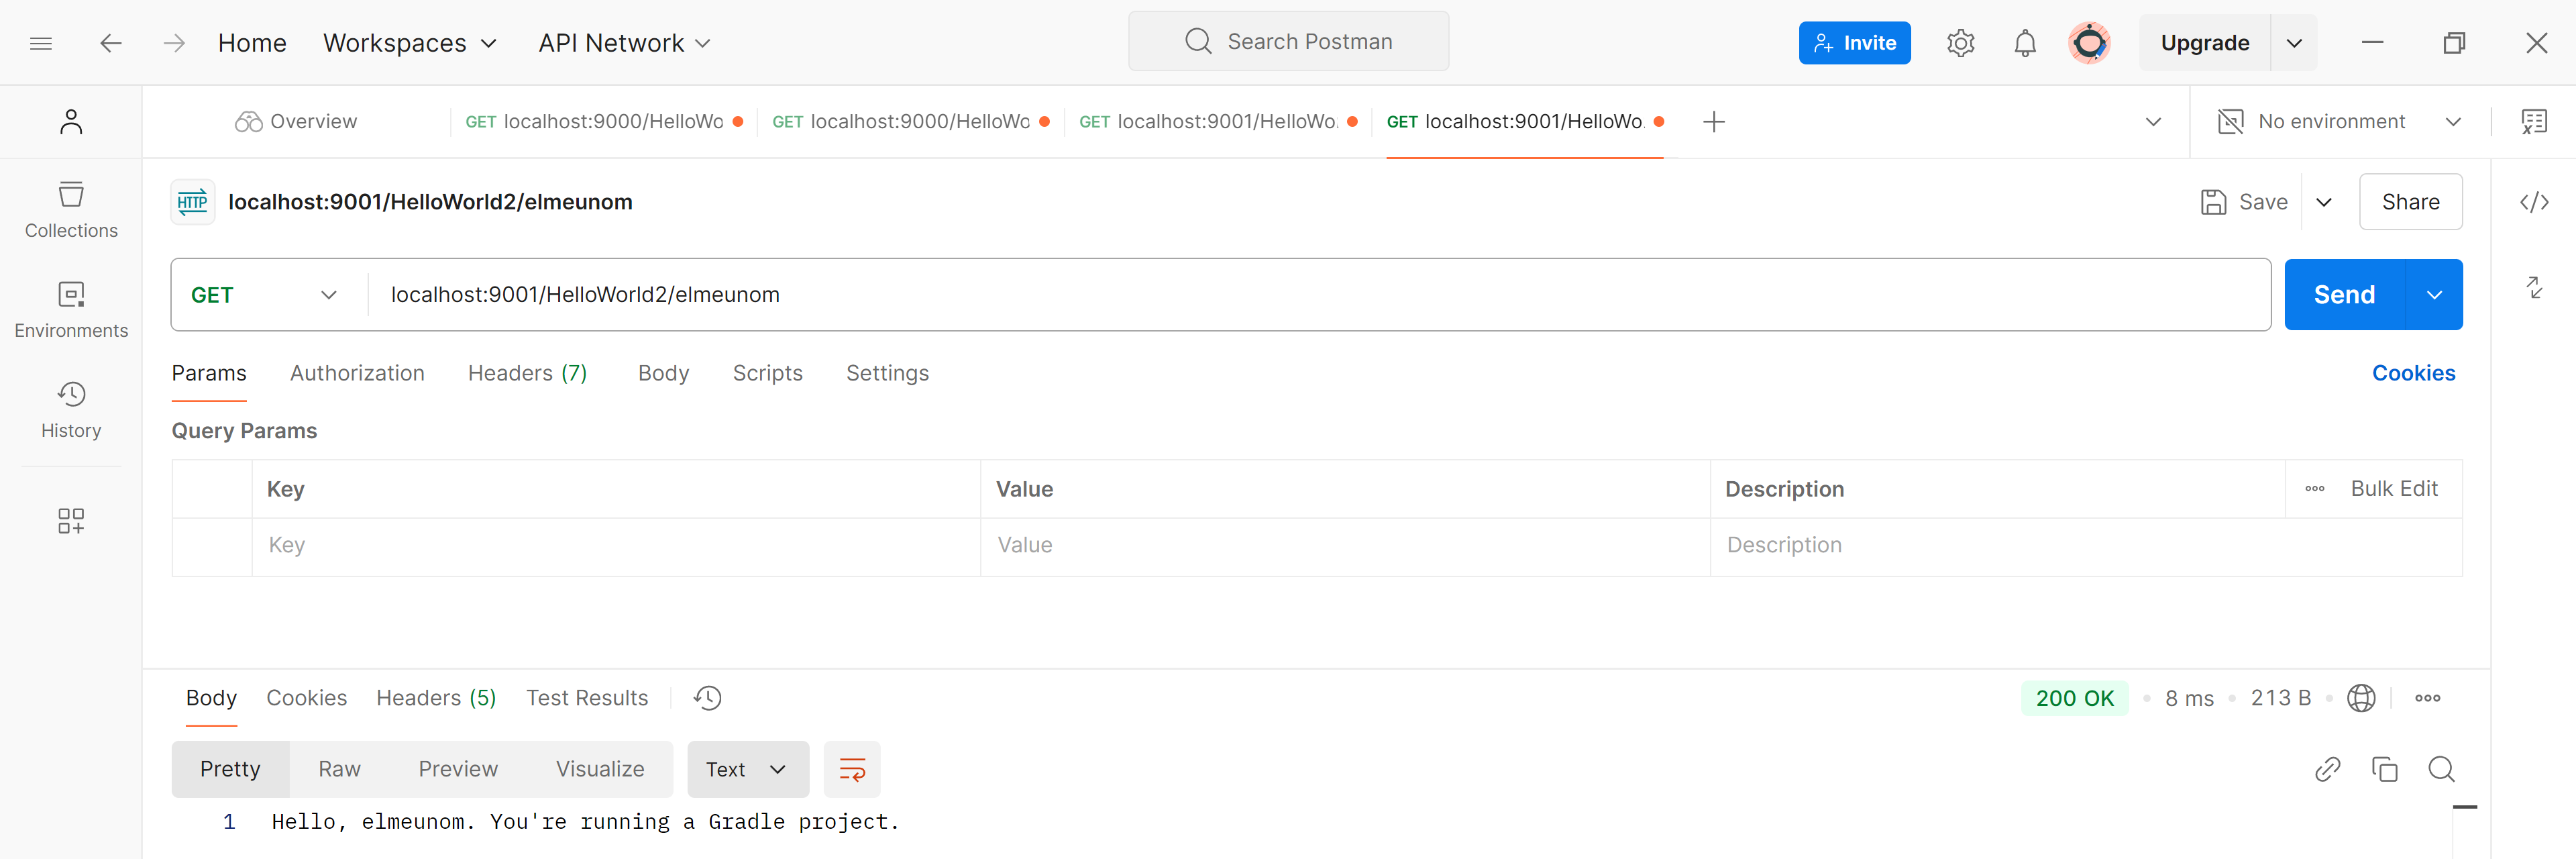 Home Workspaces API Network Search Postman Invite Upgrade
Overview GET localhost:9000/HelloWo GET localhost:9000/HelloWo GET localhost:9001/HelloWo. GET localhost:9001/HelloWo. No environment
HTTP localhost:9001/HelloWorld2/elmeunom Save Share
Collections
GET localhost:9001/HelloWorld2/elmeunom Send
Environments
Params Authorization Headers (7) Body Scripts Settings Cookies
History
Query Params
Key Value Description Bulk Edit
Key Value Description
Body Cookies Headers (5) Test Results 200 OK • 8 ms • 213 B
Pretty Raw Preview Visualize Text
1 Hello, elmeunom. You're running a Gradle project.